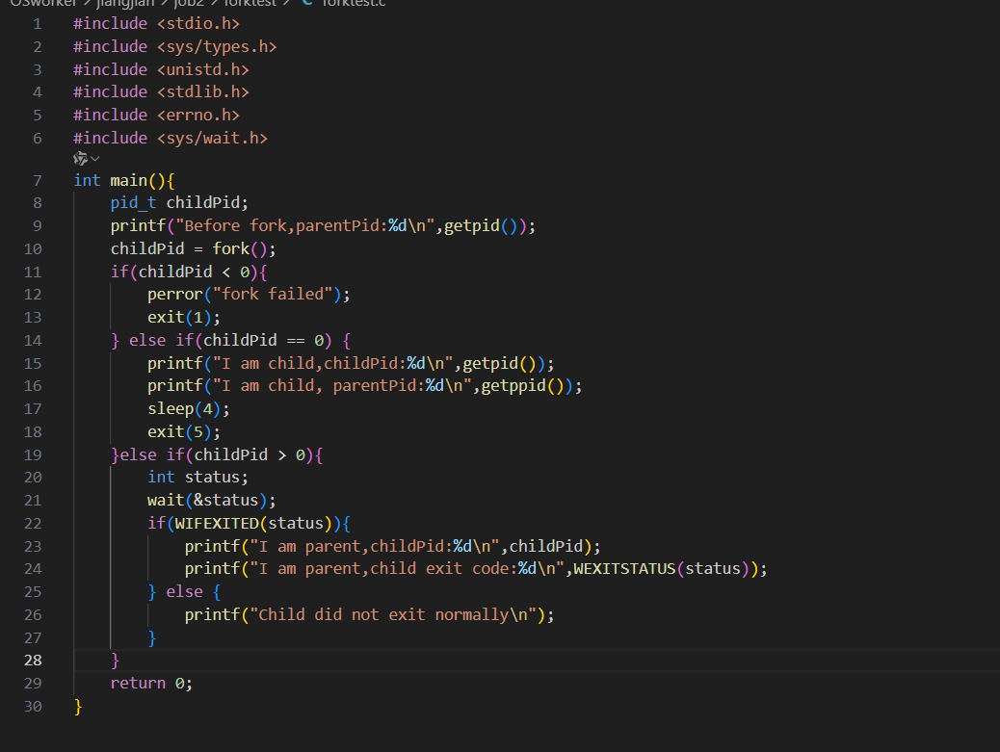 OSworker > jiangjian > job2 > forktest > C forktest.c
1 #include <stdio.h>
2 #include <sys/types.h>
3 #include <unistd.h>
4 #include <stdlib.h>
5 #include <errno.h>
6 #include <sys/wait.h>
7 int main(){
8     pid_t childPid;
9     printf("Before fork,parentPid:%d\n",getpid());
10     childPid = fork();
11     if(childPid < 0){
12         perror("fork failed");
13         exit(1);
14     } else if(childPid == 0) {
15         printf("I am child,childPid:%d\n",getpid());
16         printf("I am child, parentPid:%d\n",getppid());
17         sleep(4);
18         exit(5);
19     }else if(childPid > 0){
20         int status;
21         wait(&status);
22         if(WIFEXITED(status)){
23             printf("I am parent,childPid:%d\n",childPid);
24             printf("I am parent,child exit code:%d\n",WEXITSTATUS(status));
25         } else {
26             printf("Child did not exit normally\n");
27         }
28     }
29     return 0;
30 }